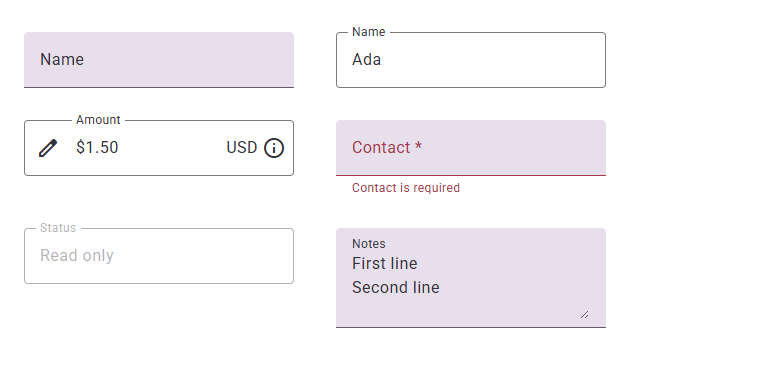 Name
Name
Ada
Amount
$1.50 USD
Contact *
Contact is required
Status
Read only
Notes
First line
Second line